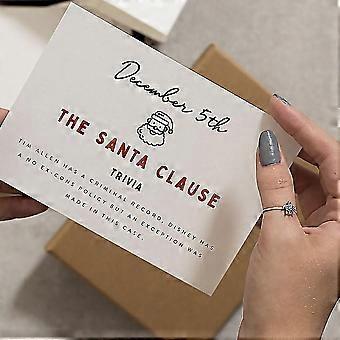 December 5th
THE SANTA CLAUSE
TRIVIA
TIM ALLEN HAS A CRIMINAL RECORD. DISNEY HAS
A NO EX-CONS POLICY BUT AN EXCEPTION WAS
MADE IN THIS CASE.